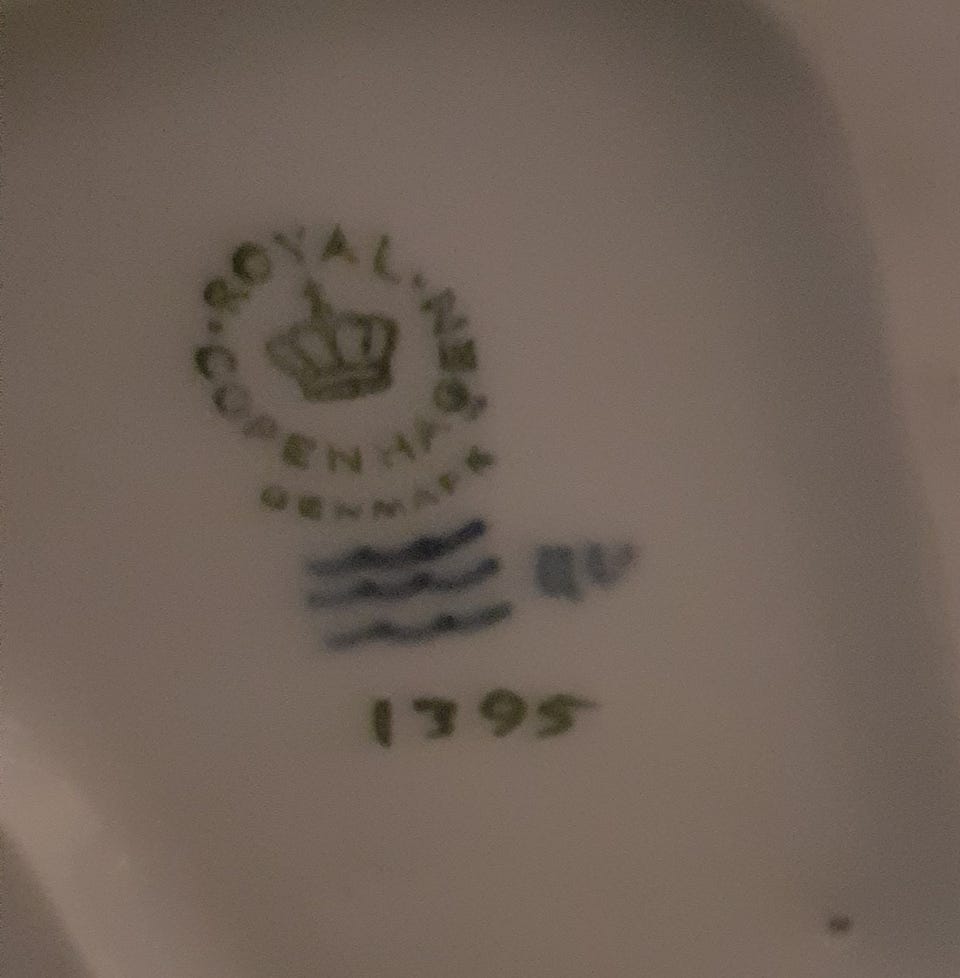 ROYAL · COPENHAGEN ·
DENMARK
1395